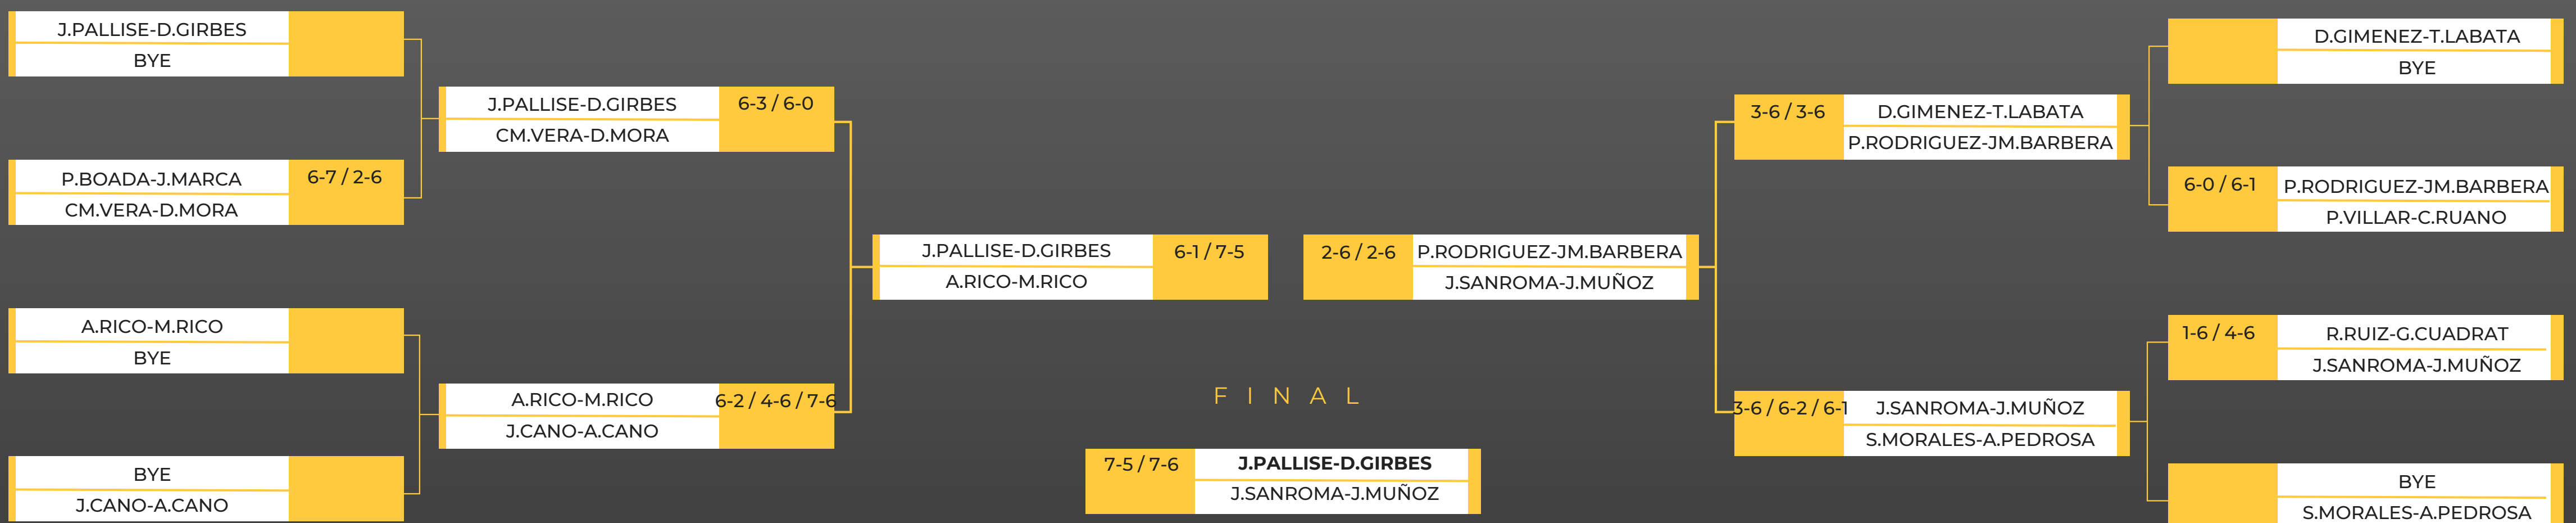 J.PALLISE-D.GIRBES
BYE
P.BOADA-J.MARCA
6-7 / 2-6
CM.VERA-D.MORA
A.RICO-M.RICO
BYE
BYE
J.CANO-A.CANO
J.PALLISE-D.GIRBES
6-3 / 6-0
CM.VERA-D.MORA
A.RICO-M.RICO
6-2 / 4-6 / 7-6
J.CANO-A.CANO
J.PALLISE-D.GIRBES
6-1 / 7-5
A.RICO-M.RICO
FINAL
7-5 / 7-6
J.PALLISE-D.GIRBES
J.SANROMA-J.MUÑOZ
2-6 / 2-6
P.RODRIGUEZ-JM.BARBERA
J.SANROMA-J.MUÑOZ
3-6 / 3-6
D.GIMENEZ-T.LABATA
P.RODRIGUEZ-JM.BARBERA
3-6 / 6-2 / 6-1
J.SANROMA-J.MUÑOZ
S.MORALES-A.PEDROSA
D.GIMENEZ-T.LABATA
BYE
6-0 / 6-1
P.RODRIGUEZ-JM.BARBERA
P.VILLAR-C.RUANO
1-6 / 4-6
R.RUIZ-G.CUADRAT
J.SANROMA-J.MUÑOZ
BYE
S.MORALES-A.PEDROSA